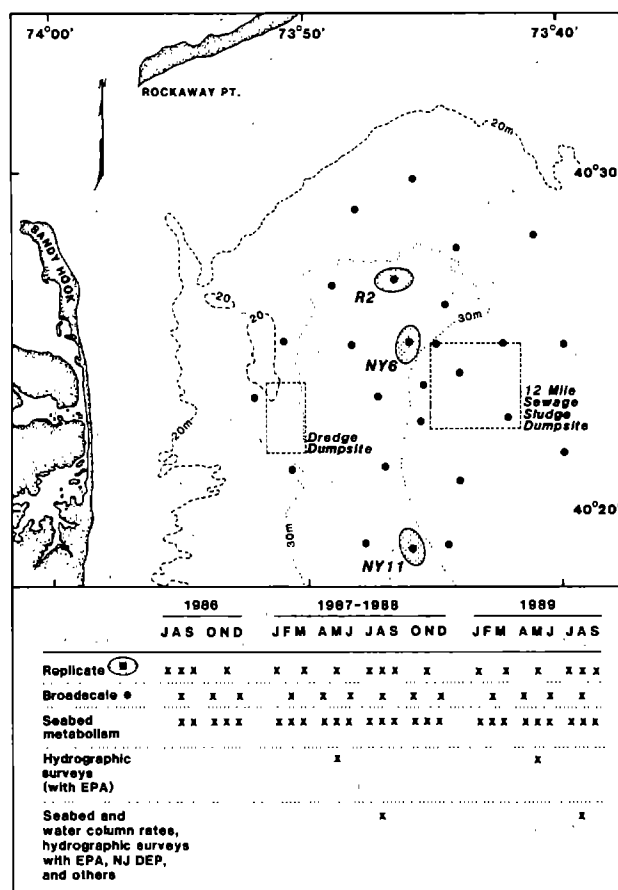 74°00' 73°50' 73°40'
ROCKAWAY PT.
20m
40°30'
SANDY HOOK
R2
20
20
30m
NY6
12 Mile
Sewage
Sludge
Dumpsite
Dredge
Dumpsite
20m
40°20'
30m
NY11
1986 1987-1988 1989
JAS OND JFM AMJ JAS OND JFM AMJ JAS
Replicate x x x x x x x x x x x x x x x x x
Broadscale x x x x x x x x x x x x x
Seabed
metabolism x x x x x x x x x x x x x x x x x x x x x x x x x x
Hydrographic
surveys x x
(with EPA)
Seabed and x x
water column rates,
hydrographic surveys
with EPA, NJ DEP,
and others